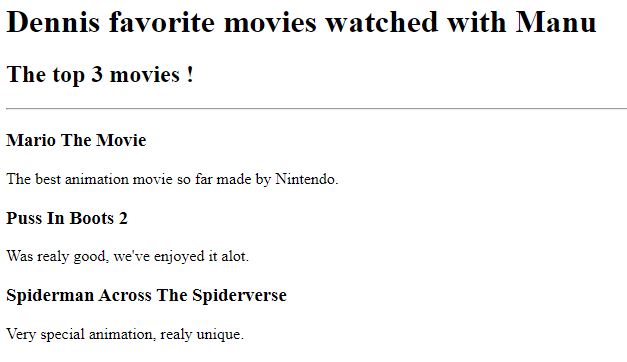 Dennis favorite movies watched with Manu
The top 3 movies !
Mario The Movie
The best animation movie so far made by Nintendo.
Puss In Boots 2
Was realy good, we've enjoyed it alot.
Spiderman Across The Spiderverse
Very special animation, realy unique.